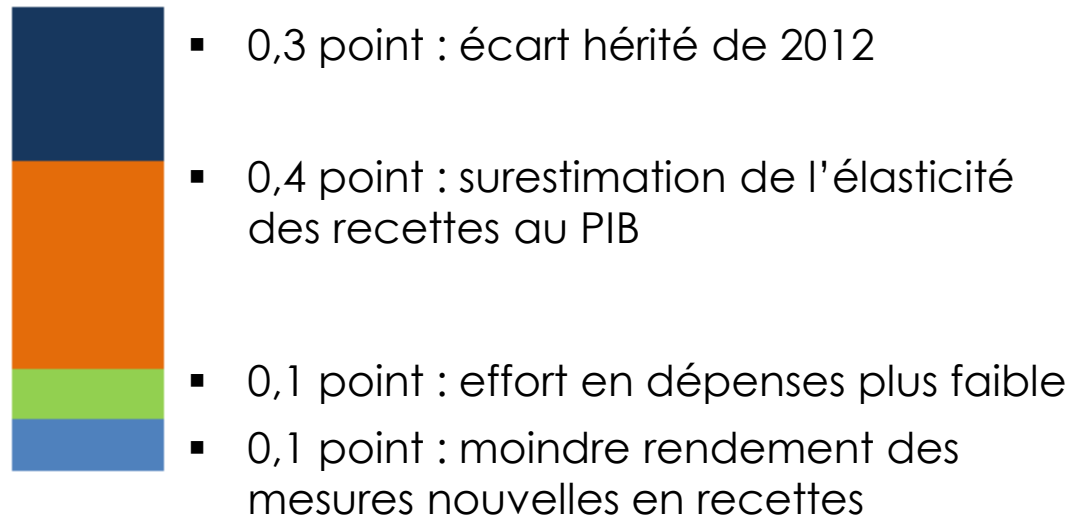 ▪ 0,3 point : écart hérité de 2012
▪ 0,4 point : surestimation de l’élasticité
des recettes au PIB
▪ 0,1 point : effort en dépenses plus faible
▪ 0,1 point : moindre rendement des
mesures nouvelles en recettes